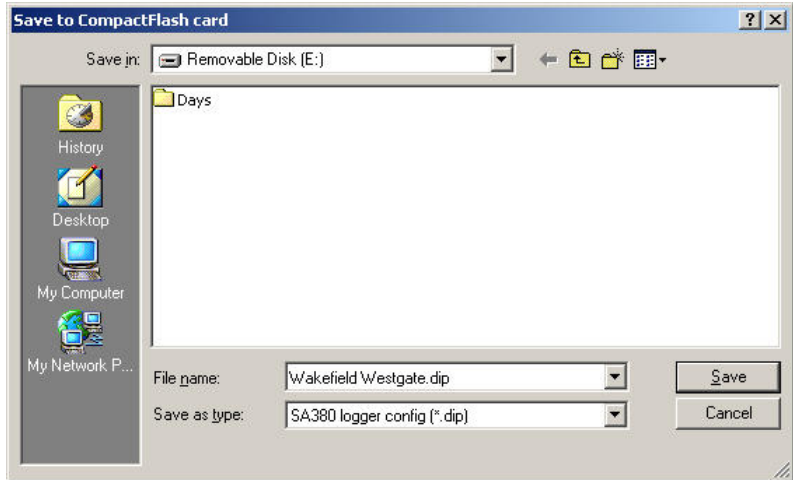 Save to CompactFlash card
Save in: Removable Disk (E:)
Days
History
Desktop
My Computer
My Network P...
File name: Wakefield Westgate.dip Save
Save as type: SA380 logger config (*.dip) Cancel